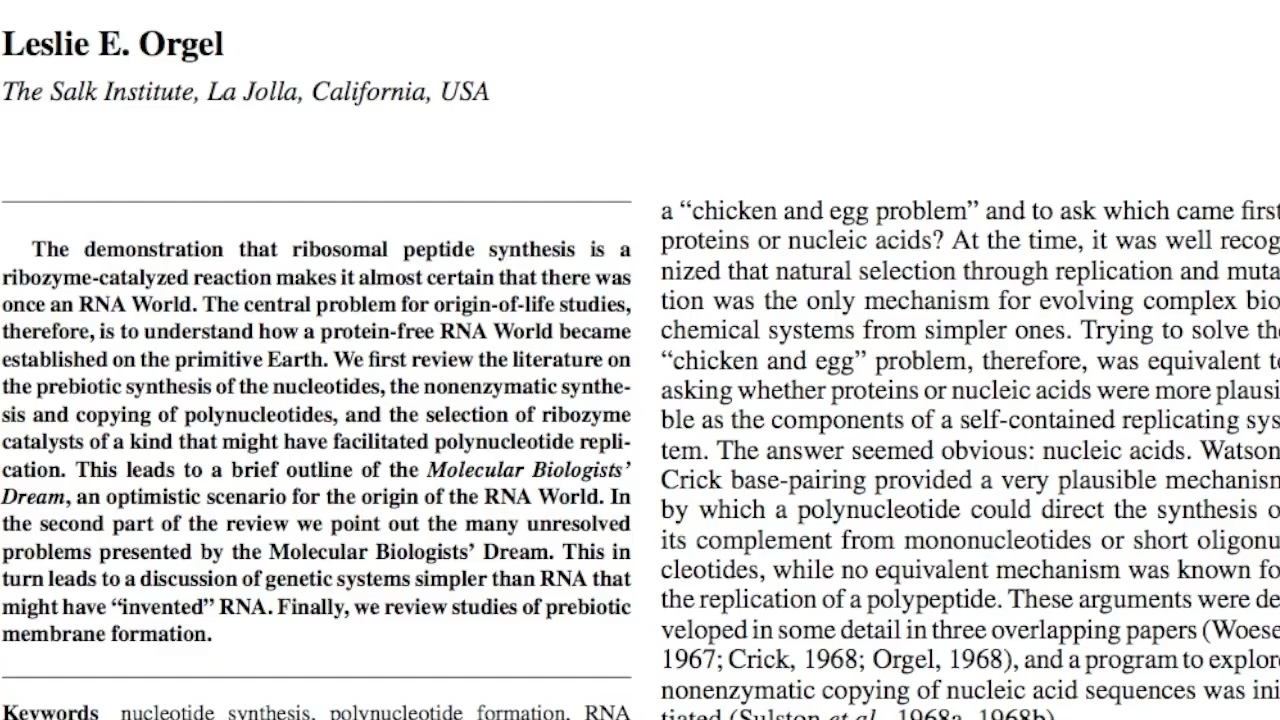 Leslie E. Orgel
The Salk Institute, La Jolla, California, USA
The demonstration that ribosomal peptide synthesis is a
ribozyme-catalyzed reaction makes it almost certain that there was
once an RNA World. The central problem for origin-of-life studies,
therefore, is to understand how a protein-free RNA World became
established on the primitive Earth. We first review the literature on
the prebiotic synthesis of the nucleotides, the nonenzymatic synthe-
sis and copying of polynucleotides, and the selection of ribozyme
catalysts of a kind that might have facilitated polynucleotide repli-
cation. This leads to a brief outline of the Molecular Biologists’
Dream, an optimistic scenario for the origin of the RNA World. In
the second part of the review we point out the many unresolved
problems presented by the Molecular Biologists’ Dream. This in
turn leads to a discussion of genetic systems simpler than RNA that
might have “invented” RNA. Finally, we review studies of prebiotic
membrane formation.
Keywords nucleotide synthesis, polynucleotide formation, RNA
a “chicken and egg problem” and to ask which came first
proteins or nucleic acids? At the time, it was well recog
nized that natural selection through replication and muta
tion was the only mechanism for evolving complex bio
chemical systems from simpler ones. Trying to solve the
“chicken and egg” problem, therefore, was equivalent to
asking whether proteins or nucleic acids were more plausi
ble as the components of a self-contained replicating sys
tem. The answer seemed obvious: nucleic acids. Watson
Crick base-pairing provided a very plausible mechanism
by which a polynucleotide could direct the synthesis o
its complement from mononucleotides or short oligonu
cleotides, while no equivalent mechanism was known fo
the replication of a polypeptide. These arguments were de
veloped in some detail in three overlapping papers (Woese
1967; Crick, 1968; Orgel, 1968), and a program to explore
nonenzymatic copying of nucleic acid sequences was ini
tiated (Sulston et al., 1968a, 1968b).